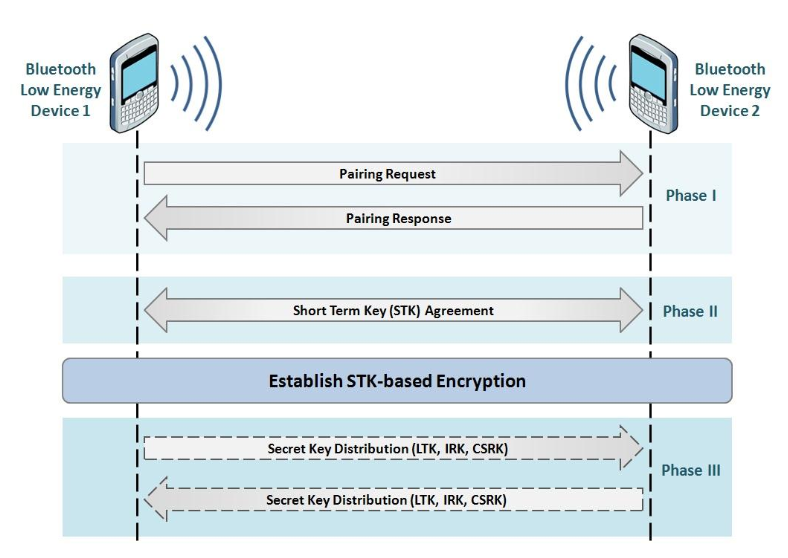 Bluetooth
Low Energy
Device 1
Bluetooth
Low Energy
Device 2
Pairing Request
Phase I
Pairing Response
Short Term Key (STK) Agreement
Phase II
Establish STK-based Encryption
Secret Key Distribution (LTK, IRK, CSRK)
Phase III
Secret Key Distribution (LTK, IRK, CSRK)